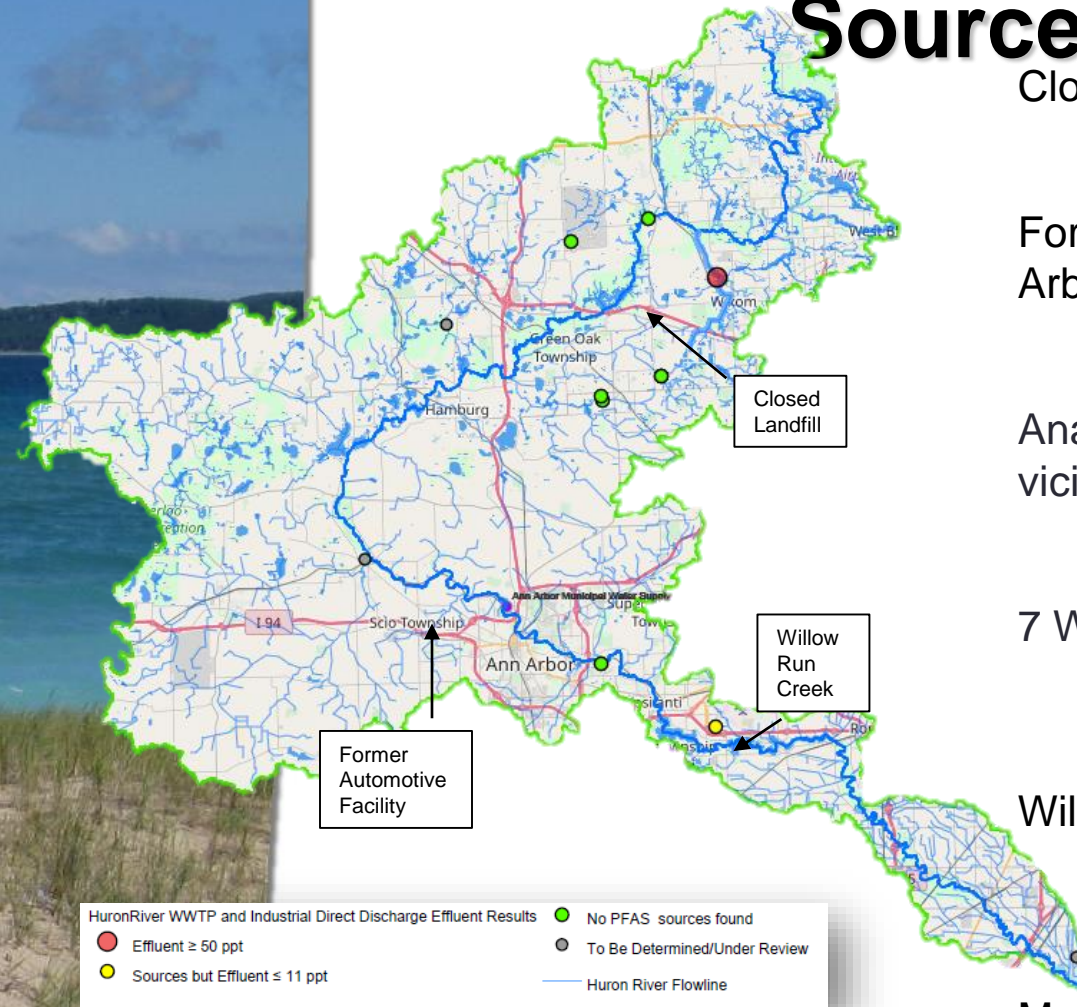 Source
Clo
For
Arb
Ana
vici
7 W
Wil
West Bl
W xom
Green Oak
Township
Hamburg
Closed
Landfill
I 94
Scio Township
Ann Arbor Municipal Water Supply
Super
Ann Arbor
Willow
Run
Creek
psilanti
Former
Automotive
Facility
HuronRiver WWTP and Industrial Direct Discharge Effluent Results
Effluent ≥ 50 ppt
Sources but Effluent ≤ 11 ppt
No PFAS sources found
To Be Determined/Under Review
Huron River Flowline